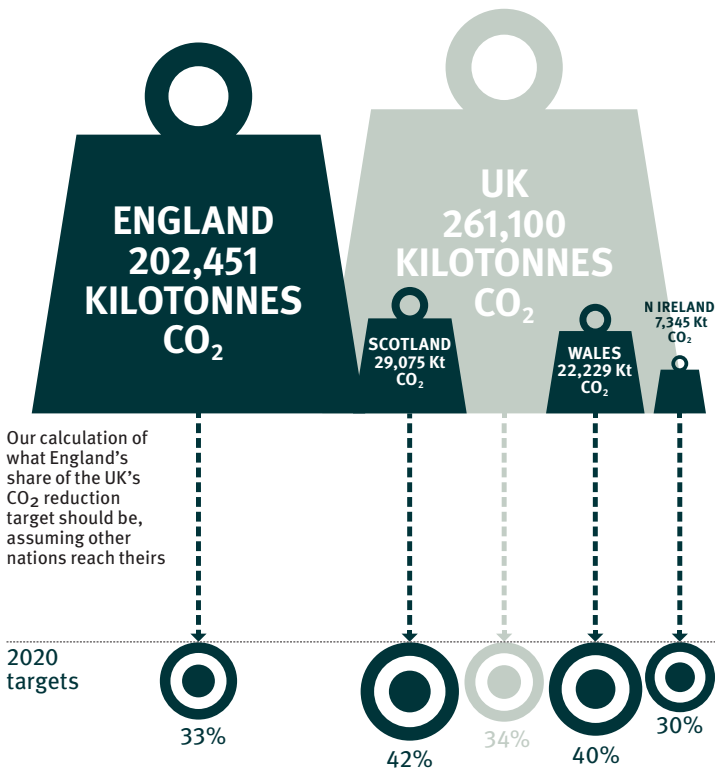 ENGLAND
202,451
KILOTONNES
CO₂
UK
261,100
KILOTONNES
CO₂
SCOTLAND
29,075 Kt
CO₂
WALES
22,229 Kt
CO₂
N IRELAND
7,345 Kt
CO₂
Our calculation of
what England's
share of the UK's
CO2 reduction
target should be,
assuming other
nations reach theirs
2020
targets
33%
42%
34%
40%
30%